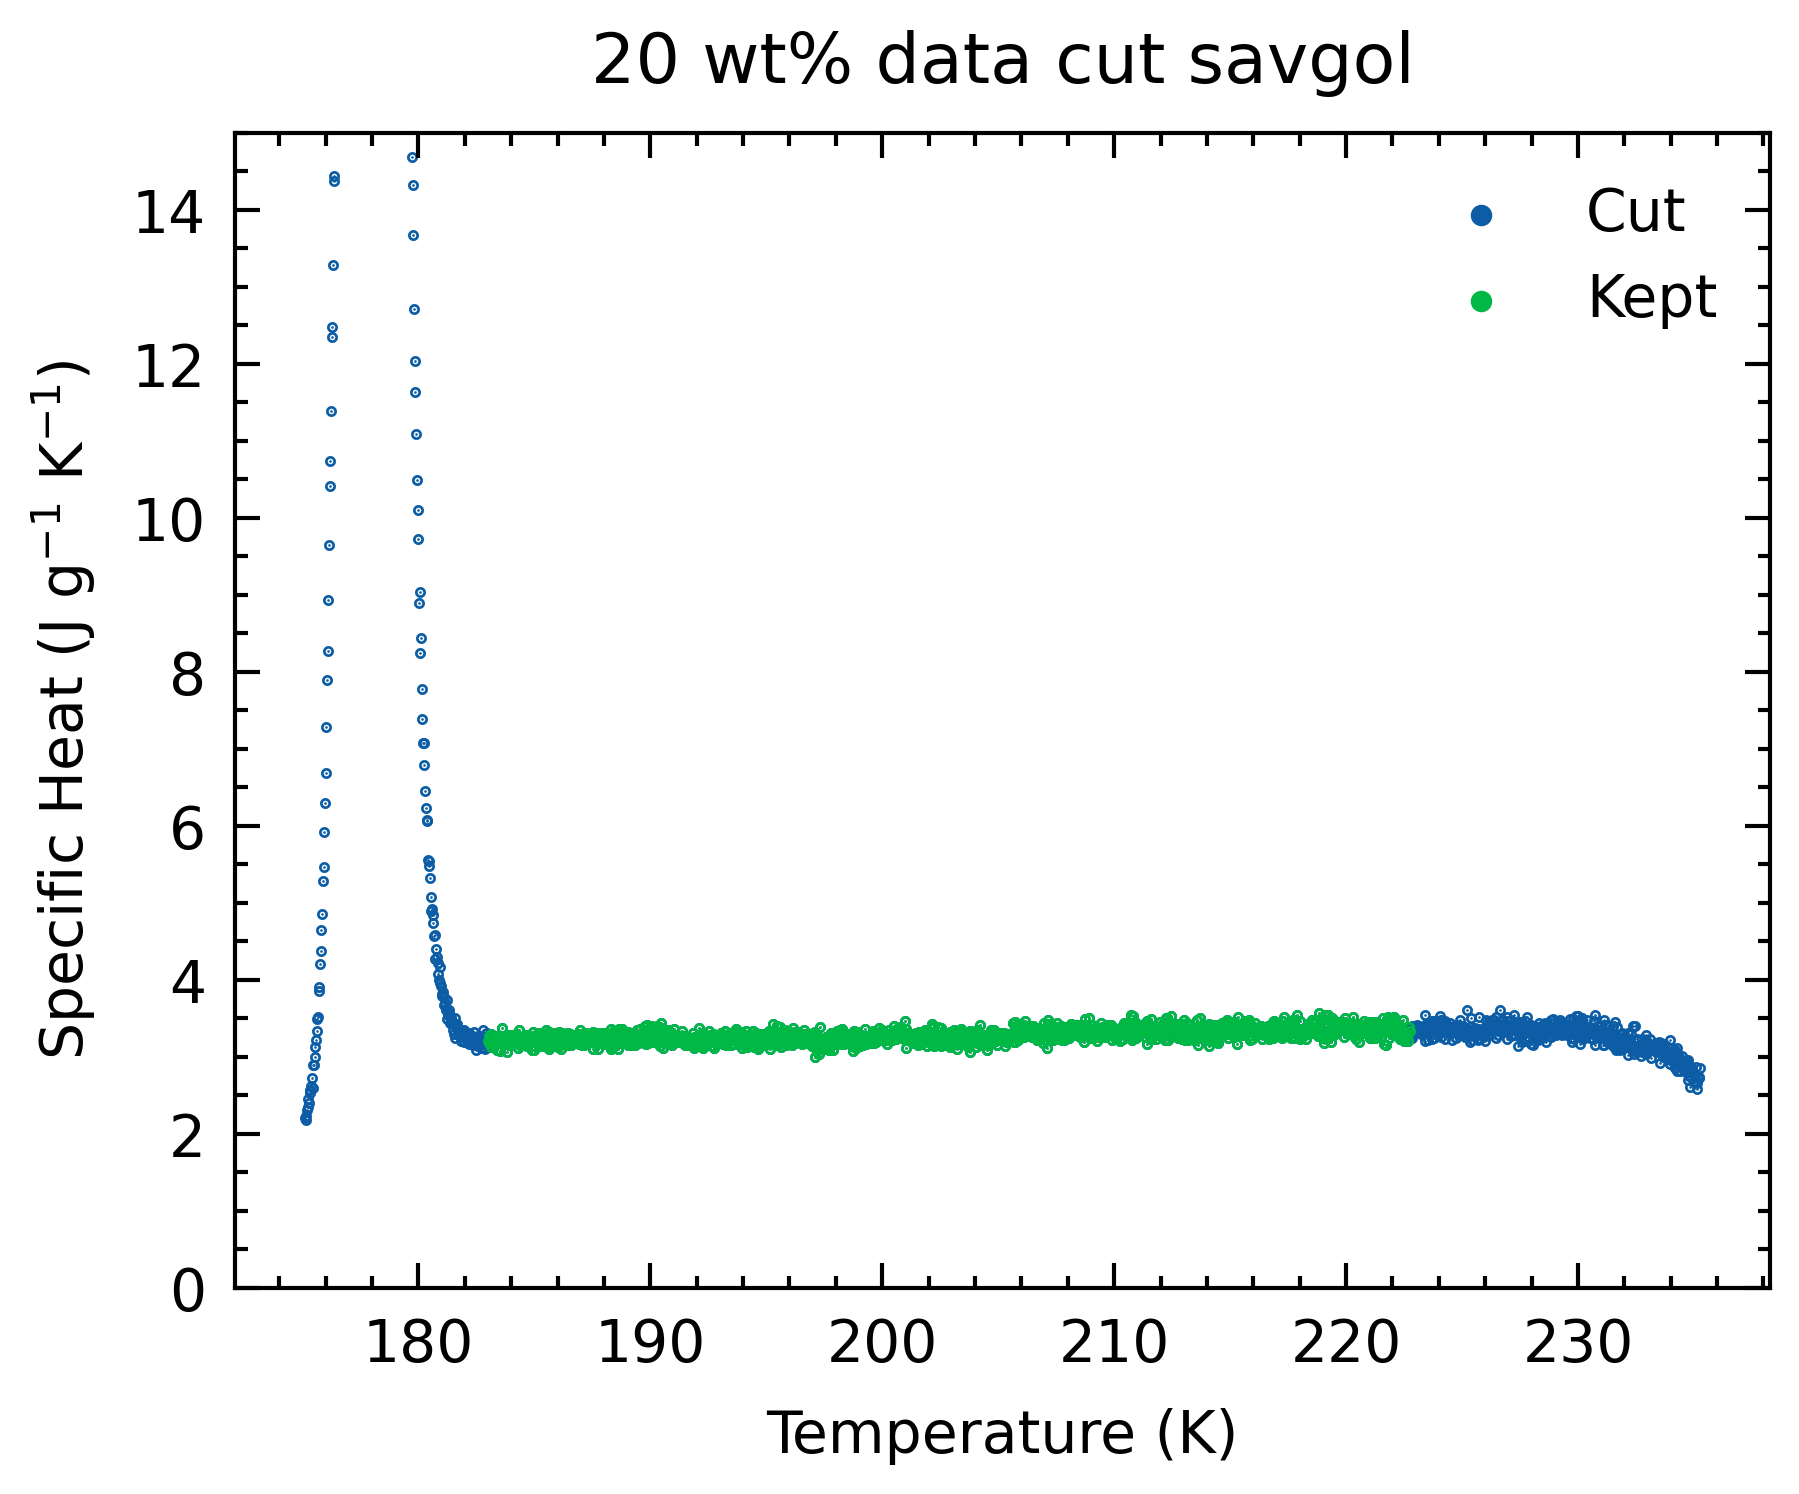 20 wt% data cut savgol
Cut
Kept
Specific Heat (J g⁻¹ K⁻¹)
14
12
10
8
6
4
2
0
180 190 200 210 220 230
Temperature (K)